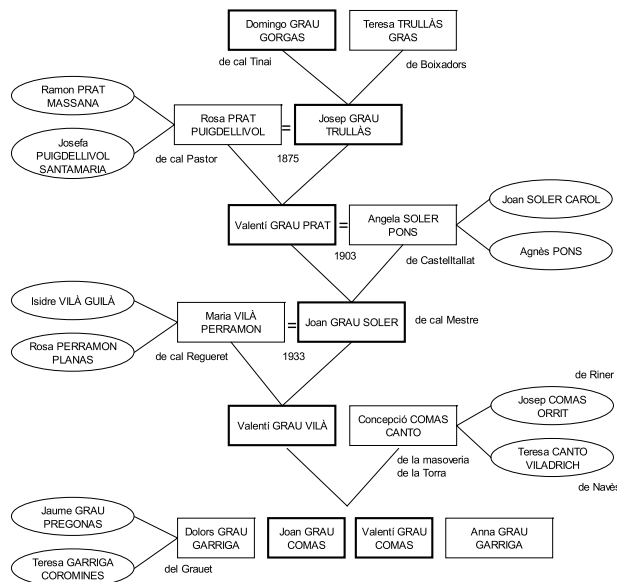 Domingo GRAU
GORGAS
Teresa TRULLÀS
GRAS
de cal Tinai
de Boixadors
Ramon PRAT
MASSANA
Rosa PRAT
PUIGDELLIVOL
=
Josep GRAU
TRULLÀS
Josefa
PUIGDELLIVOL
SANTAMARIA
de cal Pastor
1875
Valentí GRAU PRAT
=
Angela SOLER
PONS
Joan SOLER CAROL
1903
de Castelltallat
Agnès PONS
Isidre VILÀ GUILÀ
Maria VILÀ
PERRAMON
=
Joan GRAU SOLER
de cal Mestre
Rosa PERRAMON
PLANAS
de cal Regueret
1933
de Riner
Josep COMAS
ORRIT
Valentí GRAU VILÀ
Concepció COMAS
CANTO
de la masoveria
de la Torra
Teresa CANTO
VILADRICH
de Navès
Jaume GRAU
PREGONAS
Dolors GRAU
GARRIGA
Joan GRAU
COMAS
Valentí GRAU
COMAS
Anna GRAU
GARRIGA
Teresa GARRIGA
COROMINES
del Grauet